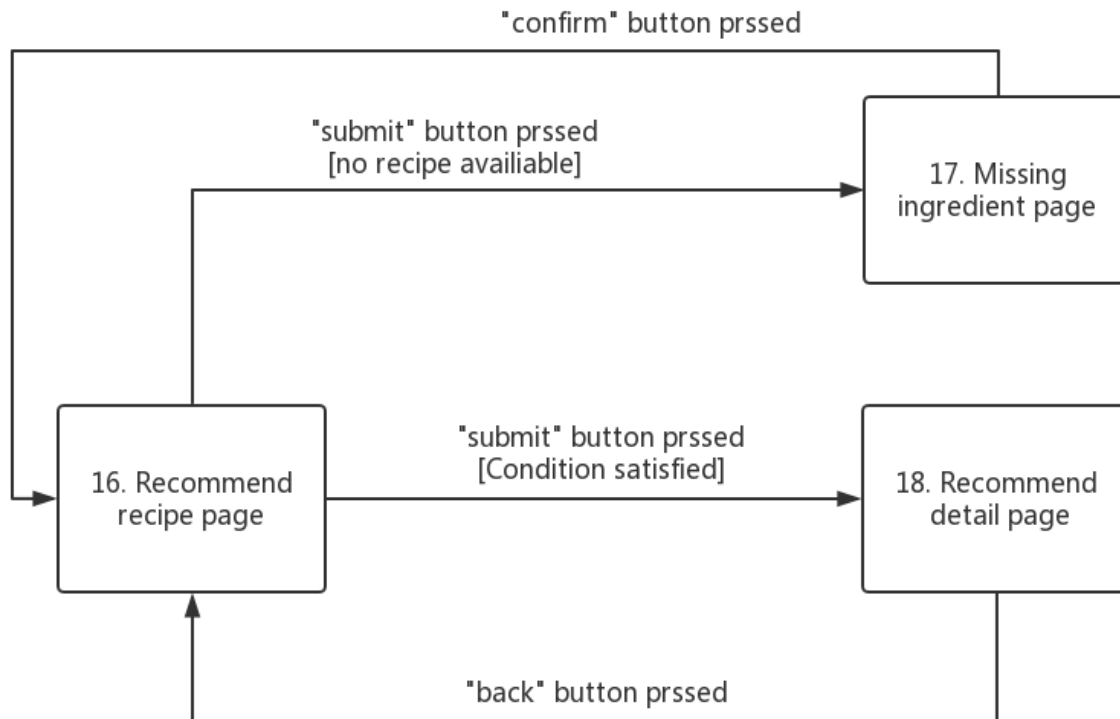 "confirm" button prssed
"submit" button prssed
[no recipe availiable]
17. Missing
ingredient page
"submit" button prssed
[Condition satisfied]
16. Recommend
recipe page
18. Recommend
detail page
"back" button prssed